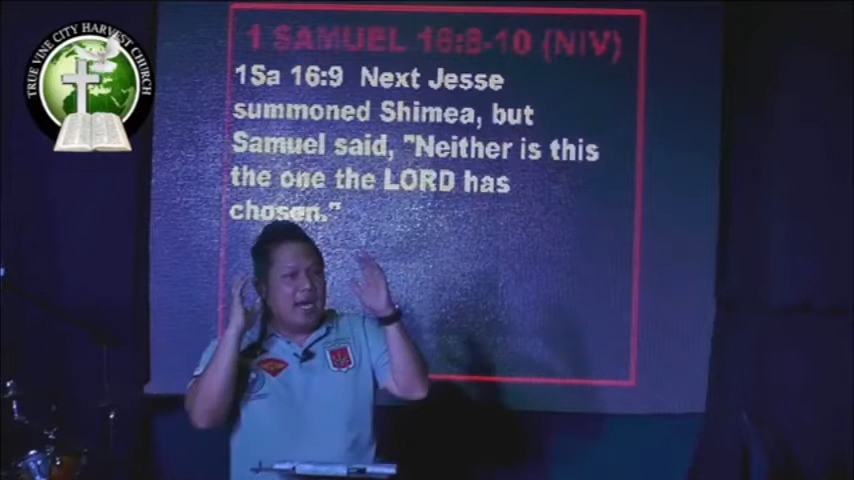 TRUE VINE CITY HARVEST CHURCH
1 SAMUEL 16:8-10 (NIV)
1Sa 16:9 Next Jesse
summoned Shimea, but
Samuel said, "Neither is this
the one the LORD has
chosen."